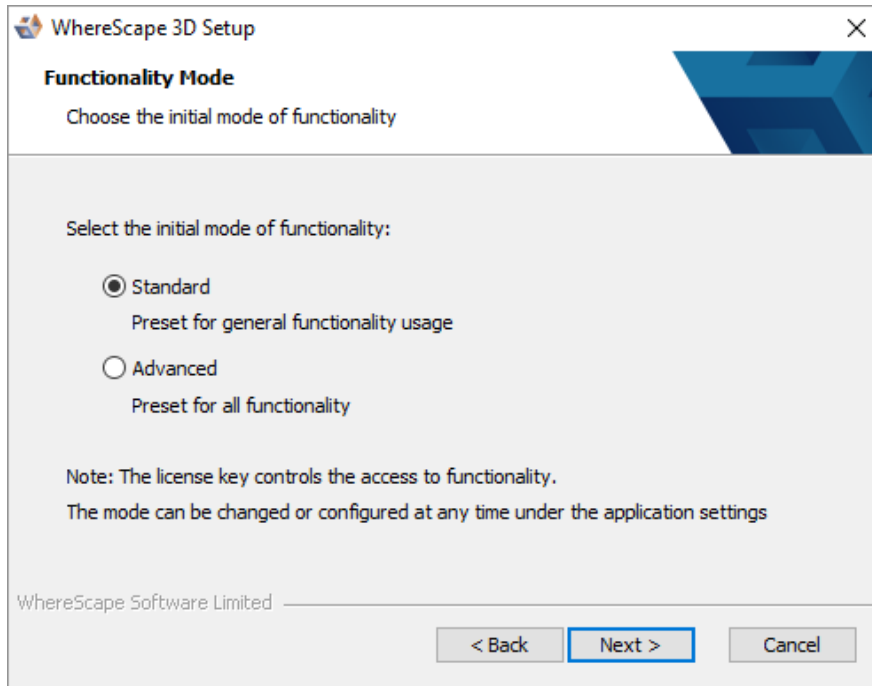 WhereScape 3D Setup
Functionality Mode
Choose the initial mode of functionality
Select the initial mode of functionality:
Standard
Preset for general functionality usage
Advanced
Preset for all functionality
Note: The license key controls the access to functionality.
The mode can be changed or configured at any time under the application settings
WhereScape Software Limited
< Back Next > Cancel